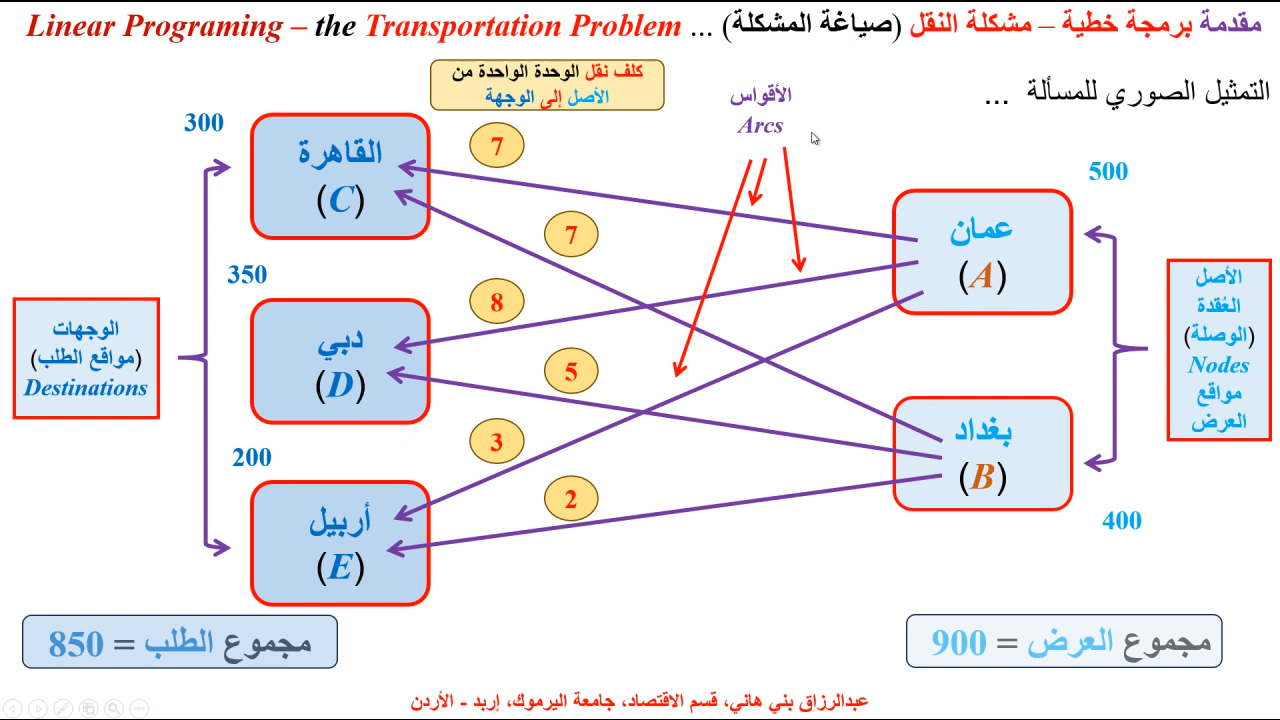 مقدمة برمجة خطية – مشكلة النقل (صياغة المشكلة) ... Linear Programing – the Transportation Problem
التمثيل الصوري للمسألة ...
كلف نقل الوحدة الواحدة من
الأصل إلى الوجهة
الأقواس
Arcs
500
عمان
(A)
الأصل
العُقدة
(الوصلة)
Nodes
مواقع
العرض
بغداد
(B)
400
7
7
8
5
3
2
300
القاهرة
(C)
350
دبي
(D)
200
أربيل
(E)
الوجهات
(مواقع الطلب)
Destinations
مجموع العرض = 900
مجموع الطلب = 850
عبدالرزاق بني هاني، قسم الاقتصاد، جامعة اليرموك، إربد - الأردن